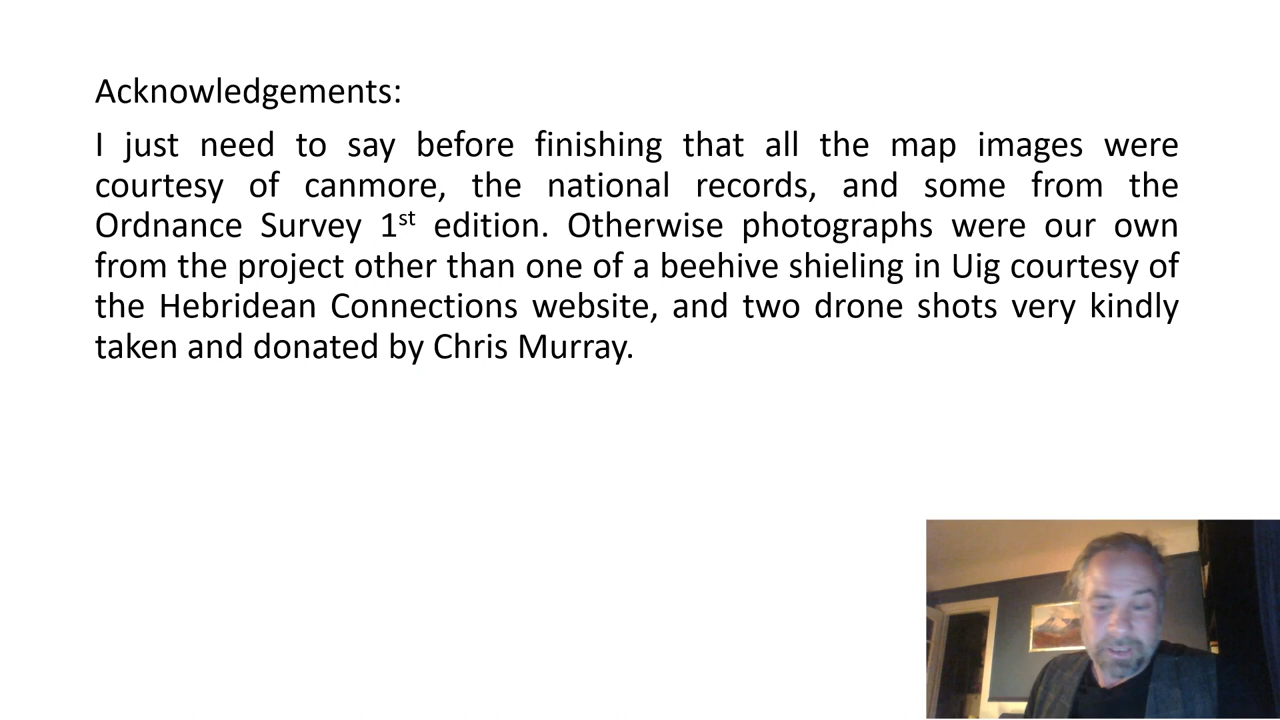 Acknowledgements:
I just need to say before finishing that all the map images were
courtesy of canmore, the national records, and some from the
Ordnance Survey 1st edition. Otherwise photographs were our own
from the project other than one of a beehive shieling in Uig courtesy of
the Hebridean Connections website, and two drone shots very kindly
taken and donated by Chris Murray.